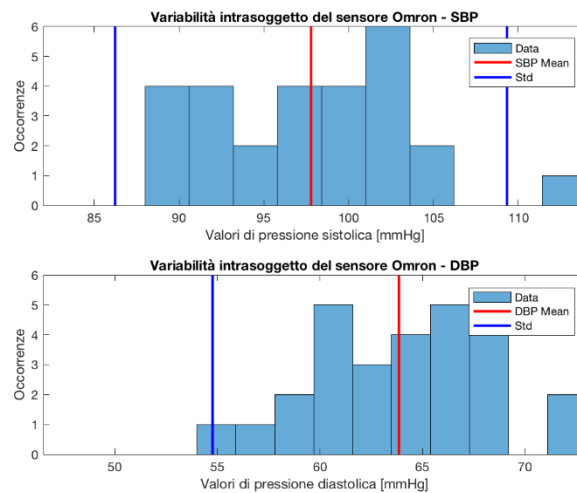 Variabilità intrasoggetto del sensore Omron - SBP
6
5
4
3
2
1
0
Occorrenze
Data
SBP Mean
Std
85 90 95 100 105 110
Valori di pressione sistolica [mmHg]
Variabilità intrasoggetto del sensore Omron - DBP
6
5
4
3
2
1
0
Occorrenze
Data
DBP Mean
Std
50 55 60 65 70
Valori di pressione diastolica [mmHg]